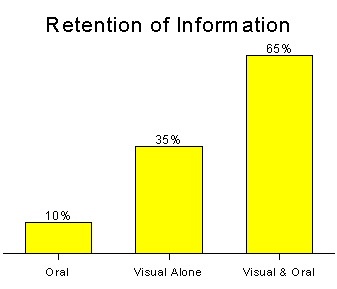 Retention of Information
65%
35%
10%
Oral Visual Alone Visual & Oral